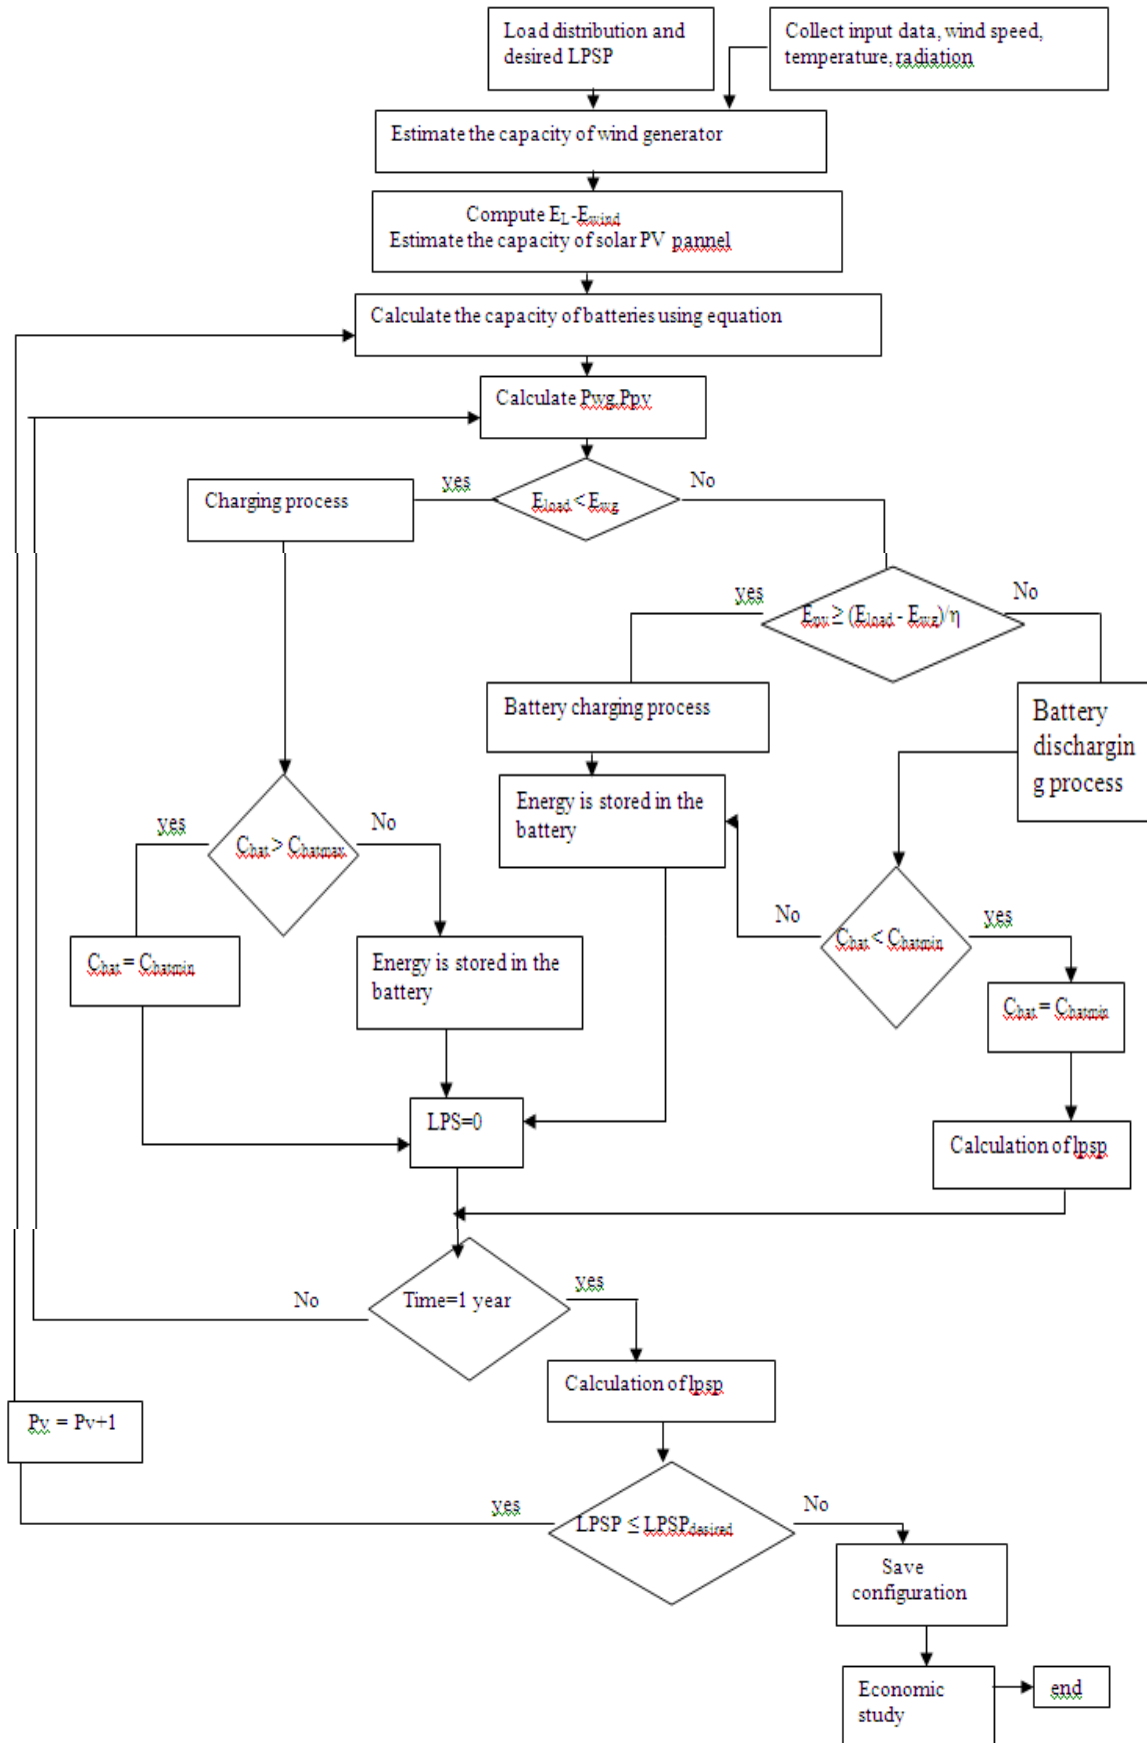 Load distribution and
desired LPSP
Collect input data, wind speed,
temperature, radiation
Estimate the capacity of wind generator
Compute EL-Ewind
Estimate the capacity of solar PV pannel
Calculate the capacity of batteries using equation
Calculate Pwg,Ppv
yes
Eload < Ewg
No
Charging process
yes
Epv ≥ (Eload - Ewg)/η
No
Battery charging process
Battery
dischargin
g process
Energy is stored in the
battery
yes
Cbat > Cbatmax
No
No
Cbat < Cbatmin
yes
Cbat = Cbatmin
Energy is stored in the
battery
Cbat = Cbatmin
LPS=0
Calculation of lpsp
No
Time=1 year
yes
Calculation of lpsp
Pv = Pv+1
yes
LPSP ≤ LPSPdesired
No
Save
configuration
Economic
study
end